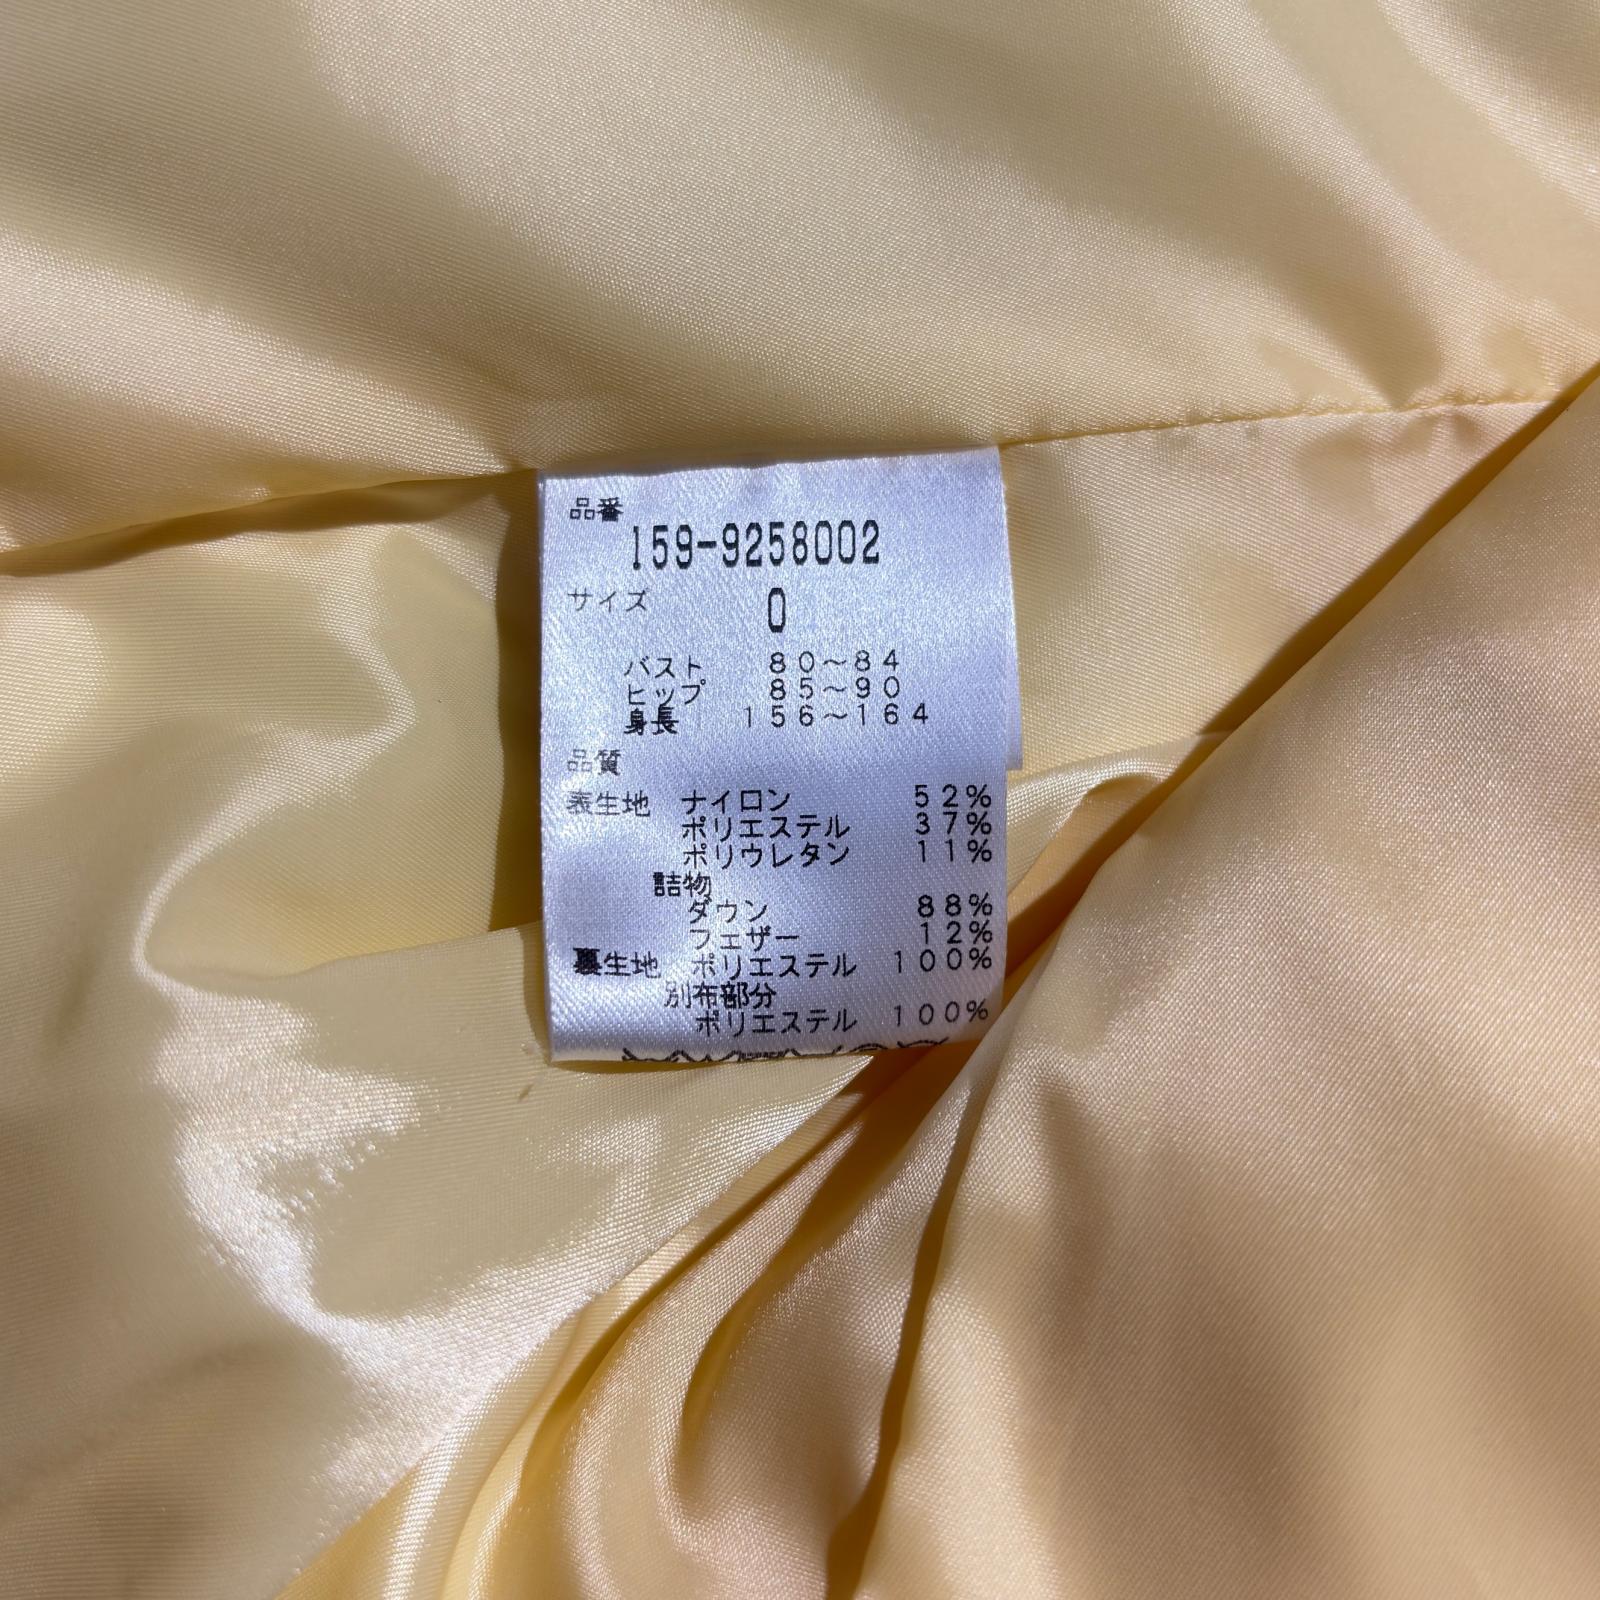 品番
159-9258002
サイズ 0
バスト 80~84
ヒップ 85~90
身長 156~164
品質
表生地 ナイロン 52%
ポリエステル 37%
ポリウレタン 11%
詰物
ダウン 88%
フェザー 12%
裏生地 ポリエステル 100%
別布部分
ポリエステル 100%